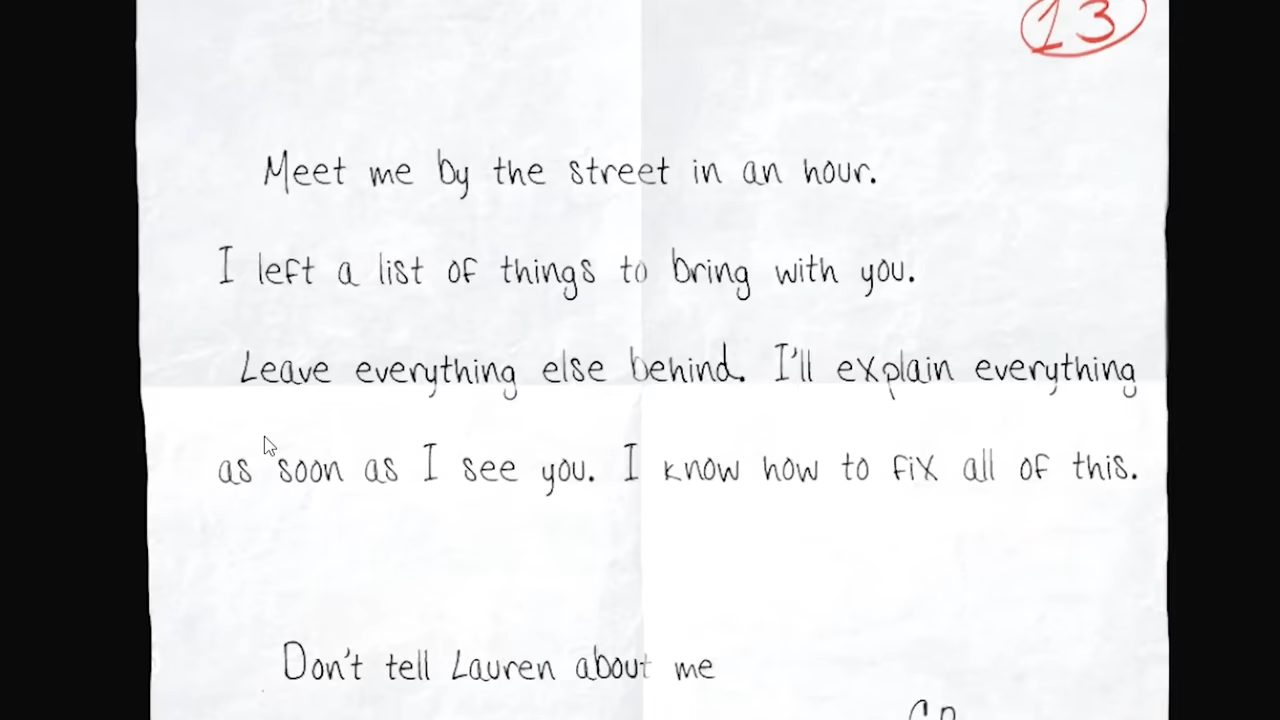 13
Meet me by the street in an hour.
I left a list of things to bring with you.
Leave everything else behind. I'll explain everything
as soon as I see you. I know how to fix all of this.
Don't tell Lauren about me